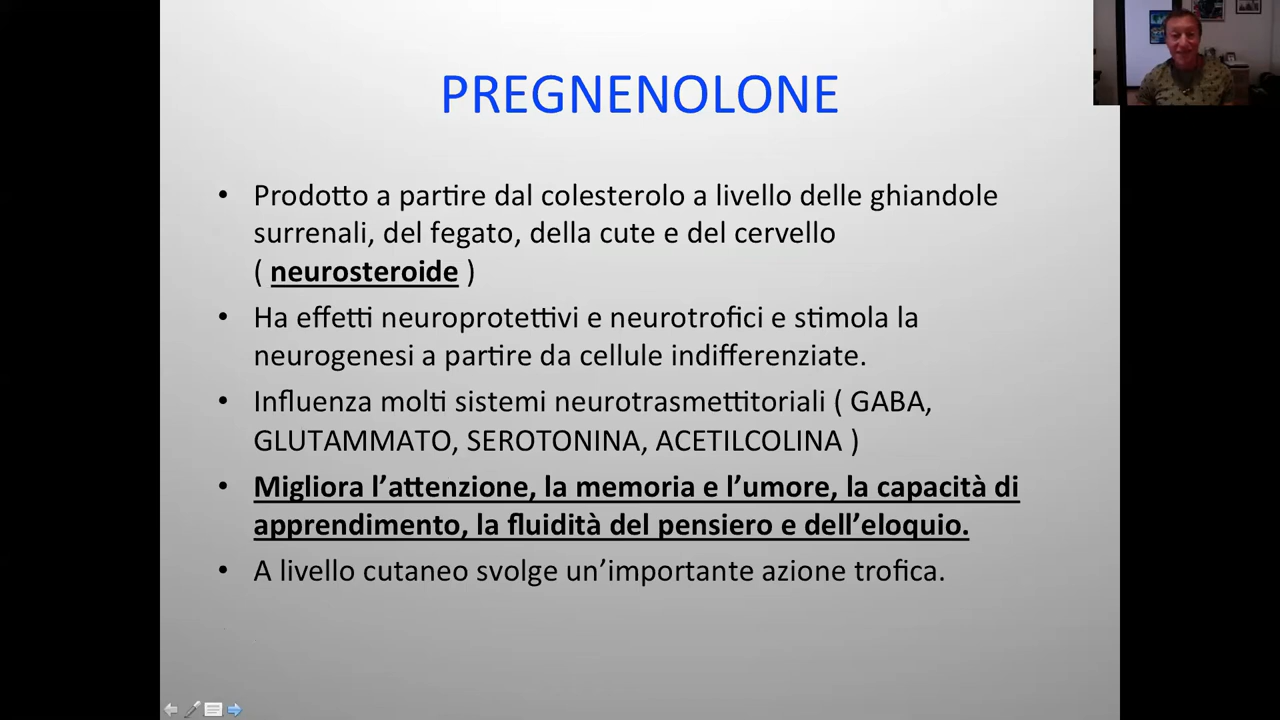 PREGNENOLONE
• Prodotto a partire dal colesterolo a livello delle ghiandole
surrenali, del fegato, della cute e del cervello
( neurosteroide )
• Ha effetti neuroprotettivi e neurotrofici e stimola la
neurogenesi a partire da cellule indifferenziate.
• Influenza molti sistemi neurotrasmettitoriali ( GABA,
GLUTAMMATO, SEROTONINA, ACETILCOLINA )
• Migliora l’attenzione, la memoria e l’umore, la capacità di
apprendimento, la fluidità del pensiero e dell’eloquio.
• A livello cutaneo svolge un’importante azione trofica.